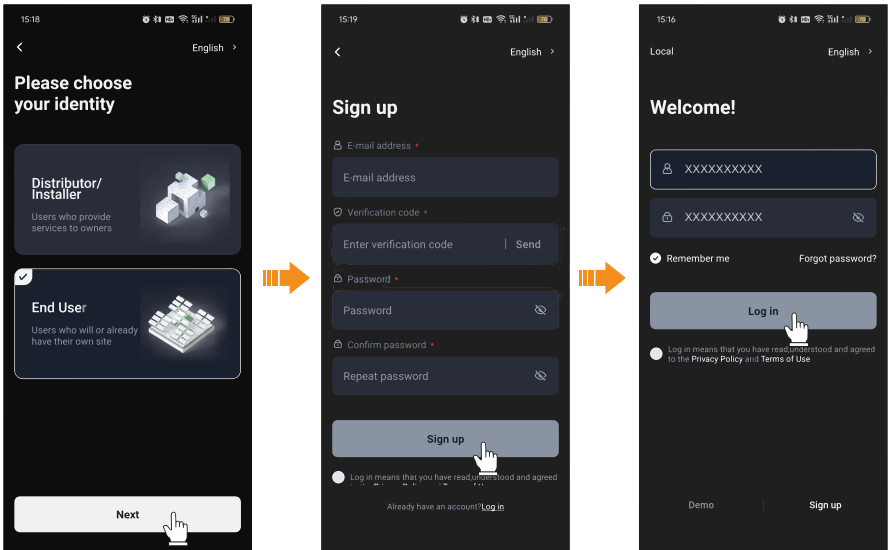 15:18
English >
Please choose
your identity
Distributor/
Installer
Users who provide
services to owners
End User
Users who will or already
have their own site
Next
15:19
English >
Sign up
E-mail address *
E-mail address
Verification code *
Enter verification code | Send
Password *
Password
Confirm password *
Repeat password
Sign up
Log in means that you have read,understood and agreed
Already have an account?Log in
15:16
Local English >
Welcome!
XXXXXXXXXX
XXXXXXXXXX
Remember me Forgot password?
Log in
Log in means that you have read,understood and agreed
to the Privacy Policy and Terms of Use
Demo Sign up